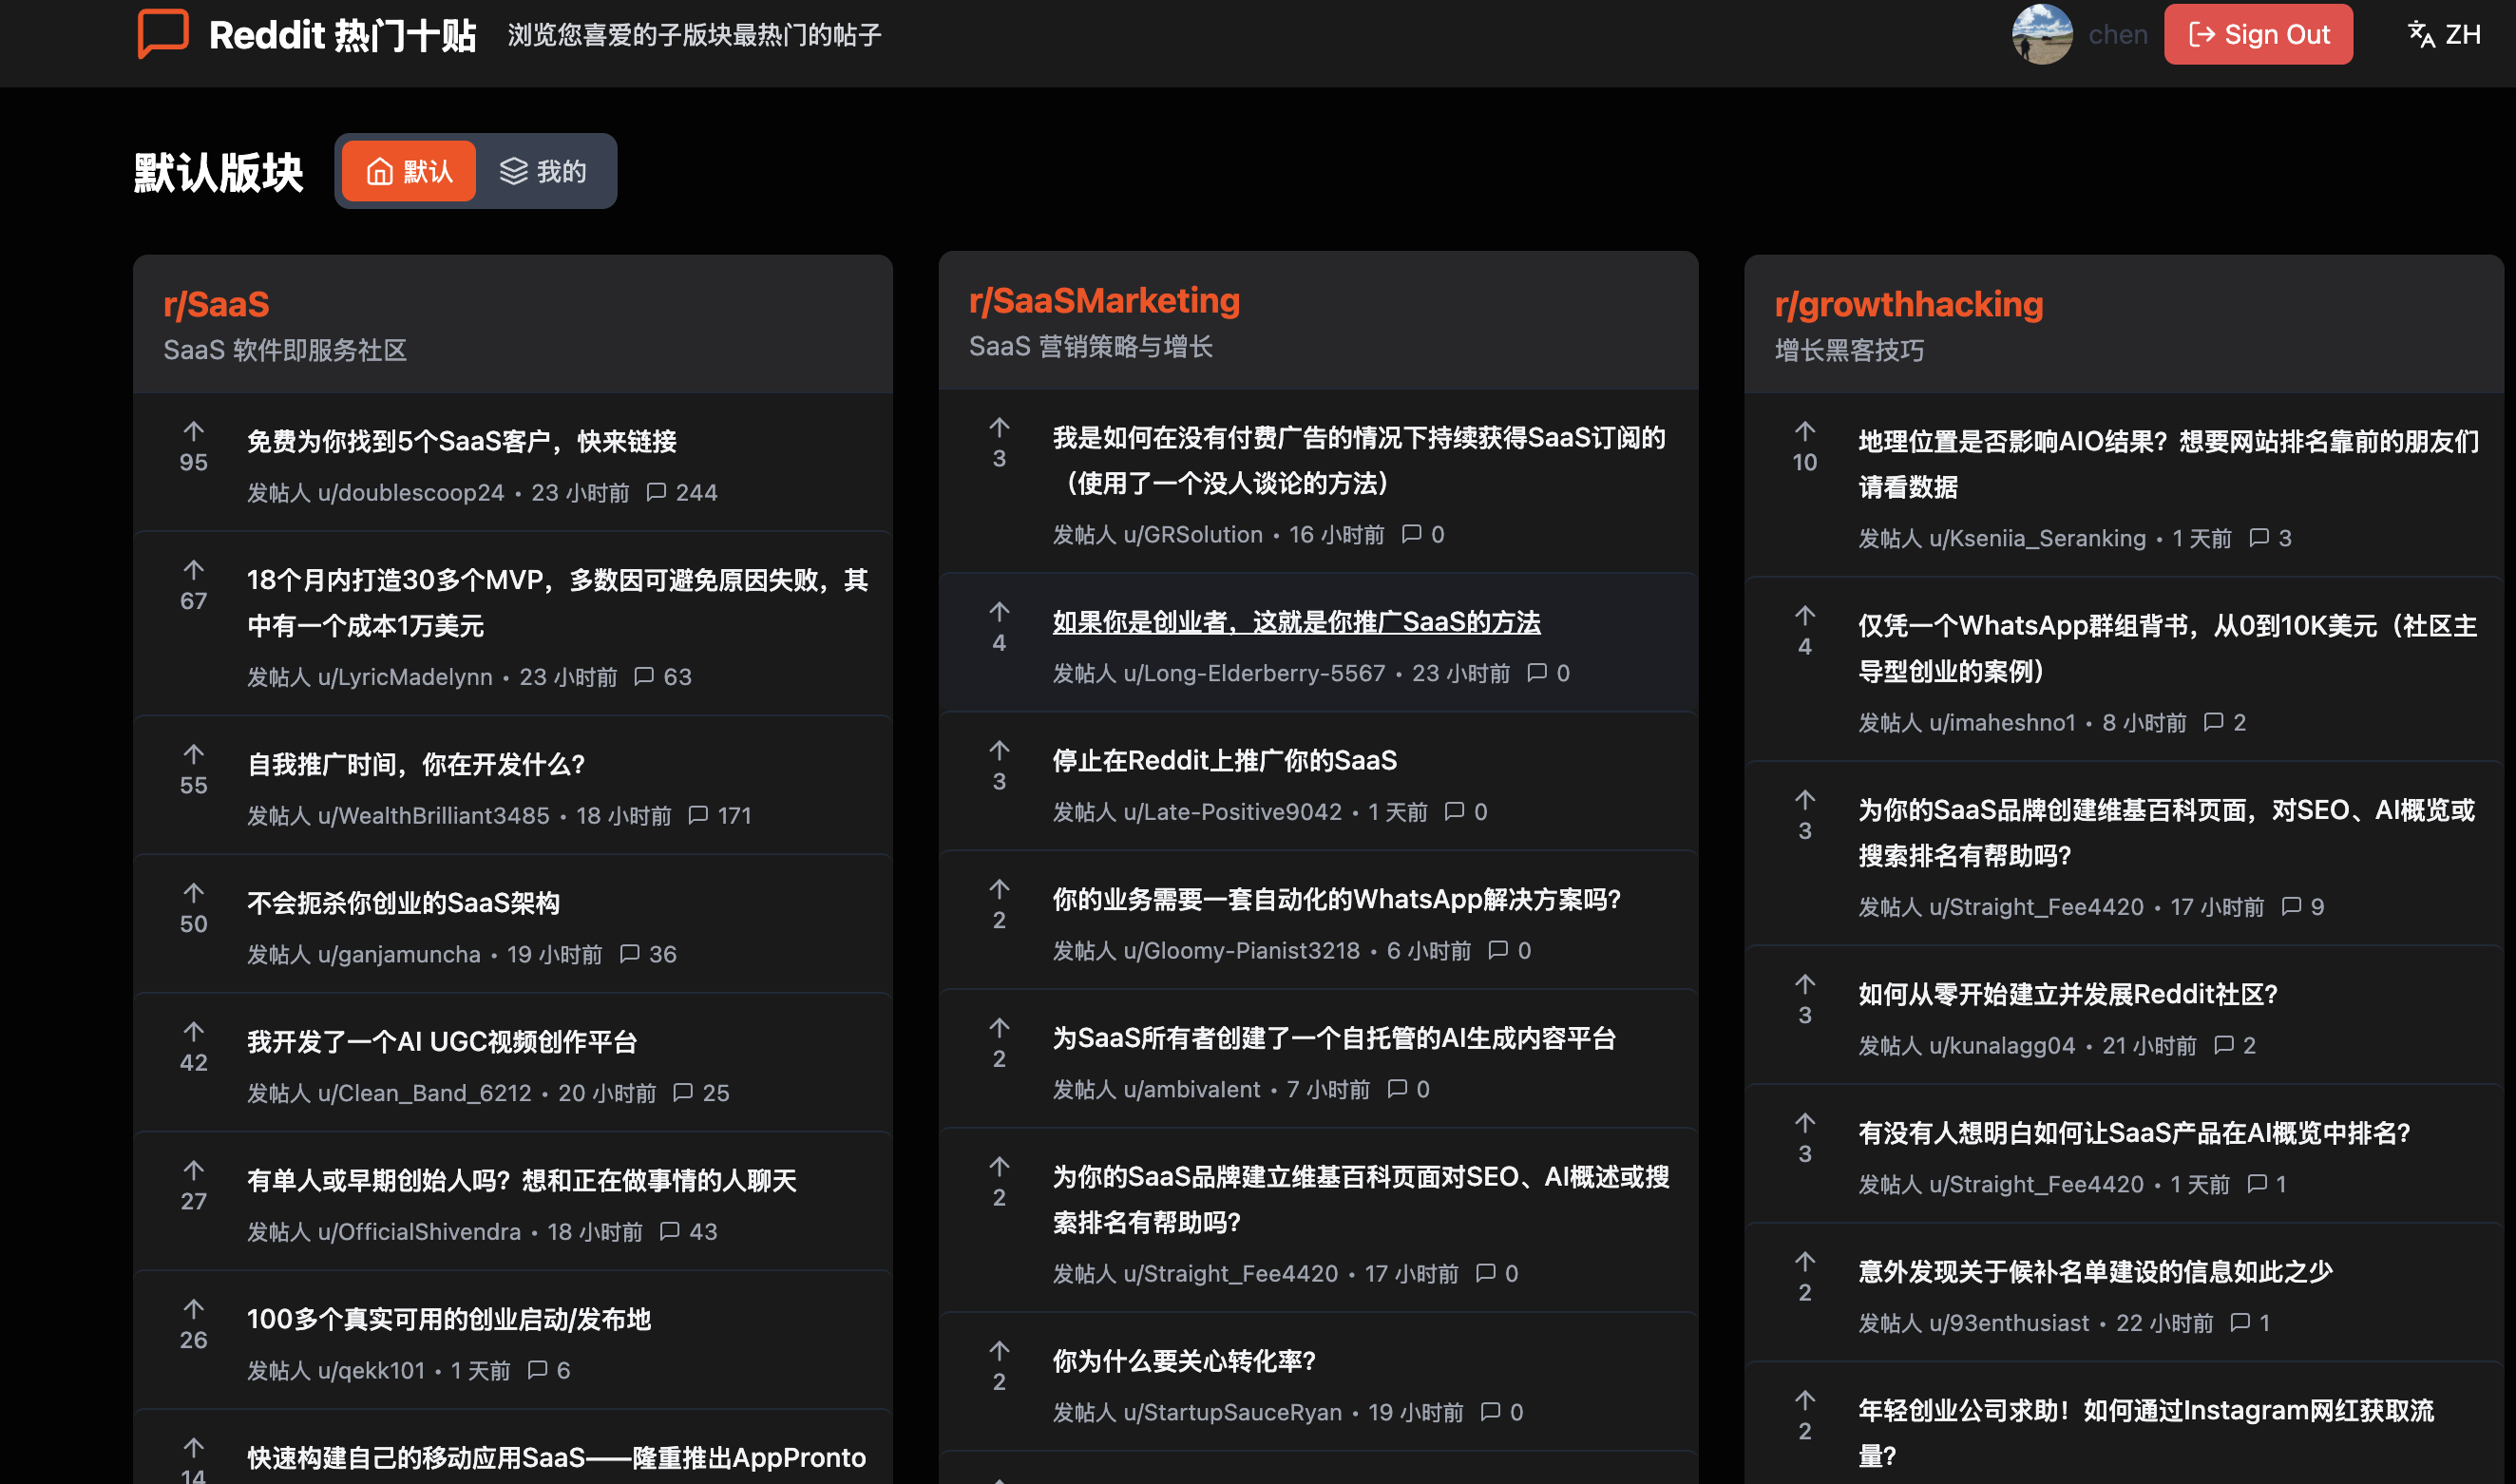 Reddit 热门十贴
浏览您喜爱的子版块最热门的帖子
chen
Sign Out
ZH
默认版块
默认
我的
r/SaaS
SaaS 软件即服务社区
95
免费为你找到5个SaaS客户，快来链接
发帖人 u/doublescoop24 • 23 小时前 244
67
18个月内打造30多个MVP，多数因可避免原因失败，其
中有一个成本1万美元
发帖人 u/LyricMadelynn • 23 小时前 63
55
自我推广时间，你在开发什么？
发帖人 u/WealthBrilliant3485 • 18 小时前 171
50
不会扼杀你创业的SaaS架构
发帖人 u/ganjamuncha • 19 小时前 36
42
我开发了一个AI UGC视频创作平台
发帖人 u/Clean_Band_6212 • 20 小时前 25
27
有单人或早期创始人吗？想和正在做事情的人聊天
发帖人 u/OfficialShivendra • 18 小时前 43
26
100多个真实可用的创业启动/发布地
发帖人 u/qekk101 • 1 天前 6
14
快速构建自己的移动应用SaaS——隆重推出AppPronto
r/SaaSMarketing
SaaS 营销策略与增长
3
我是如何在没有付费广告的情况下持续获得SaaS订阅的
（使用了一个没人谈论的方法）
发帖人 u/GRSolution • 16 小时前 0
4
如果你是创业者，这就是你推广SaaS的方法
发帖人 u/Long-Elderberry-5567 • 23 小时前 0
3
停止在Reddit上推广你的SaaS
发帖人 u/Late-Positive9042 • 1 天前 0
2
你的业务需要一套自动化的WhatsApp解决方案吗？
发帖人 u/Gloomy-Pianist3218 • 6 小时前 0
2
为SaaS所有者创建了一个自托管的AI生成内容平台
发帖人 u/ambivalent • 7 小时前 0
2
为你的SaaS品牌建立维基百科页面对SEO、AI概述或搜
索排名有帮助吗？
发帖人 u/Straight_Fee4420 • 17 小时前 0
2
你为什么要关心转化率？
发帖人 u/StartupSauceRyan • 19 小时前 0
r/growthhacking
增长黑客技巧
10
地理位置是否影响AIO结果？想要网站排名靠前的朋友们
请看数据
发帖人 u/Kseniia_Seranking • 1 天前 3
4
仅凭一个WhatsApp群组背书，从0到10K美元（社区主
导型创业的案例）
发帖人 u/imaheshno1 • 8 小时前 2
3
为你的SaaS品牌创建维基百科页面，对SEO、AI概览或
搜索排名有帮助吗？
发帖人 u/Straight_Fee4420 • 17 小时前 9
3
如何从零开始建立并发展Reddit社区？
发帖人 u/kunalagg04 • 21 小时前 2
3
有没有人想明白如何让SaaS产品在AI概览中排名？
发帖人 u/Straight_Fee4420 • 1 天前 1
2
意外发现关于候补名单建设的信息如此之少
发帖人 u/93enthusiast • 22 小时前 1
2
年轻创业公司求助！如何通过Instagram网红获取流
量？